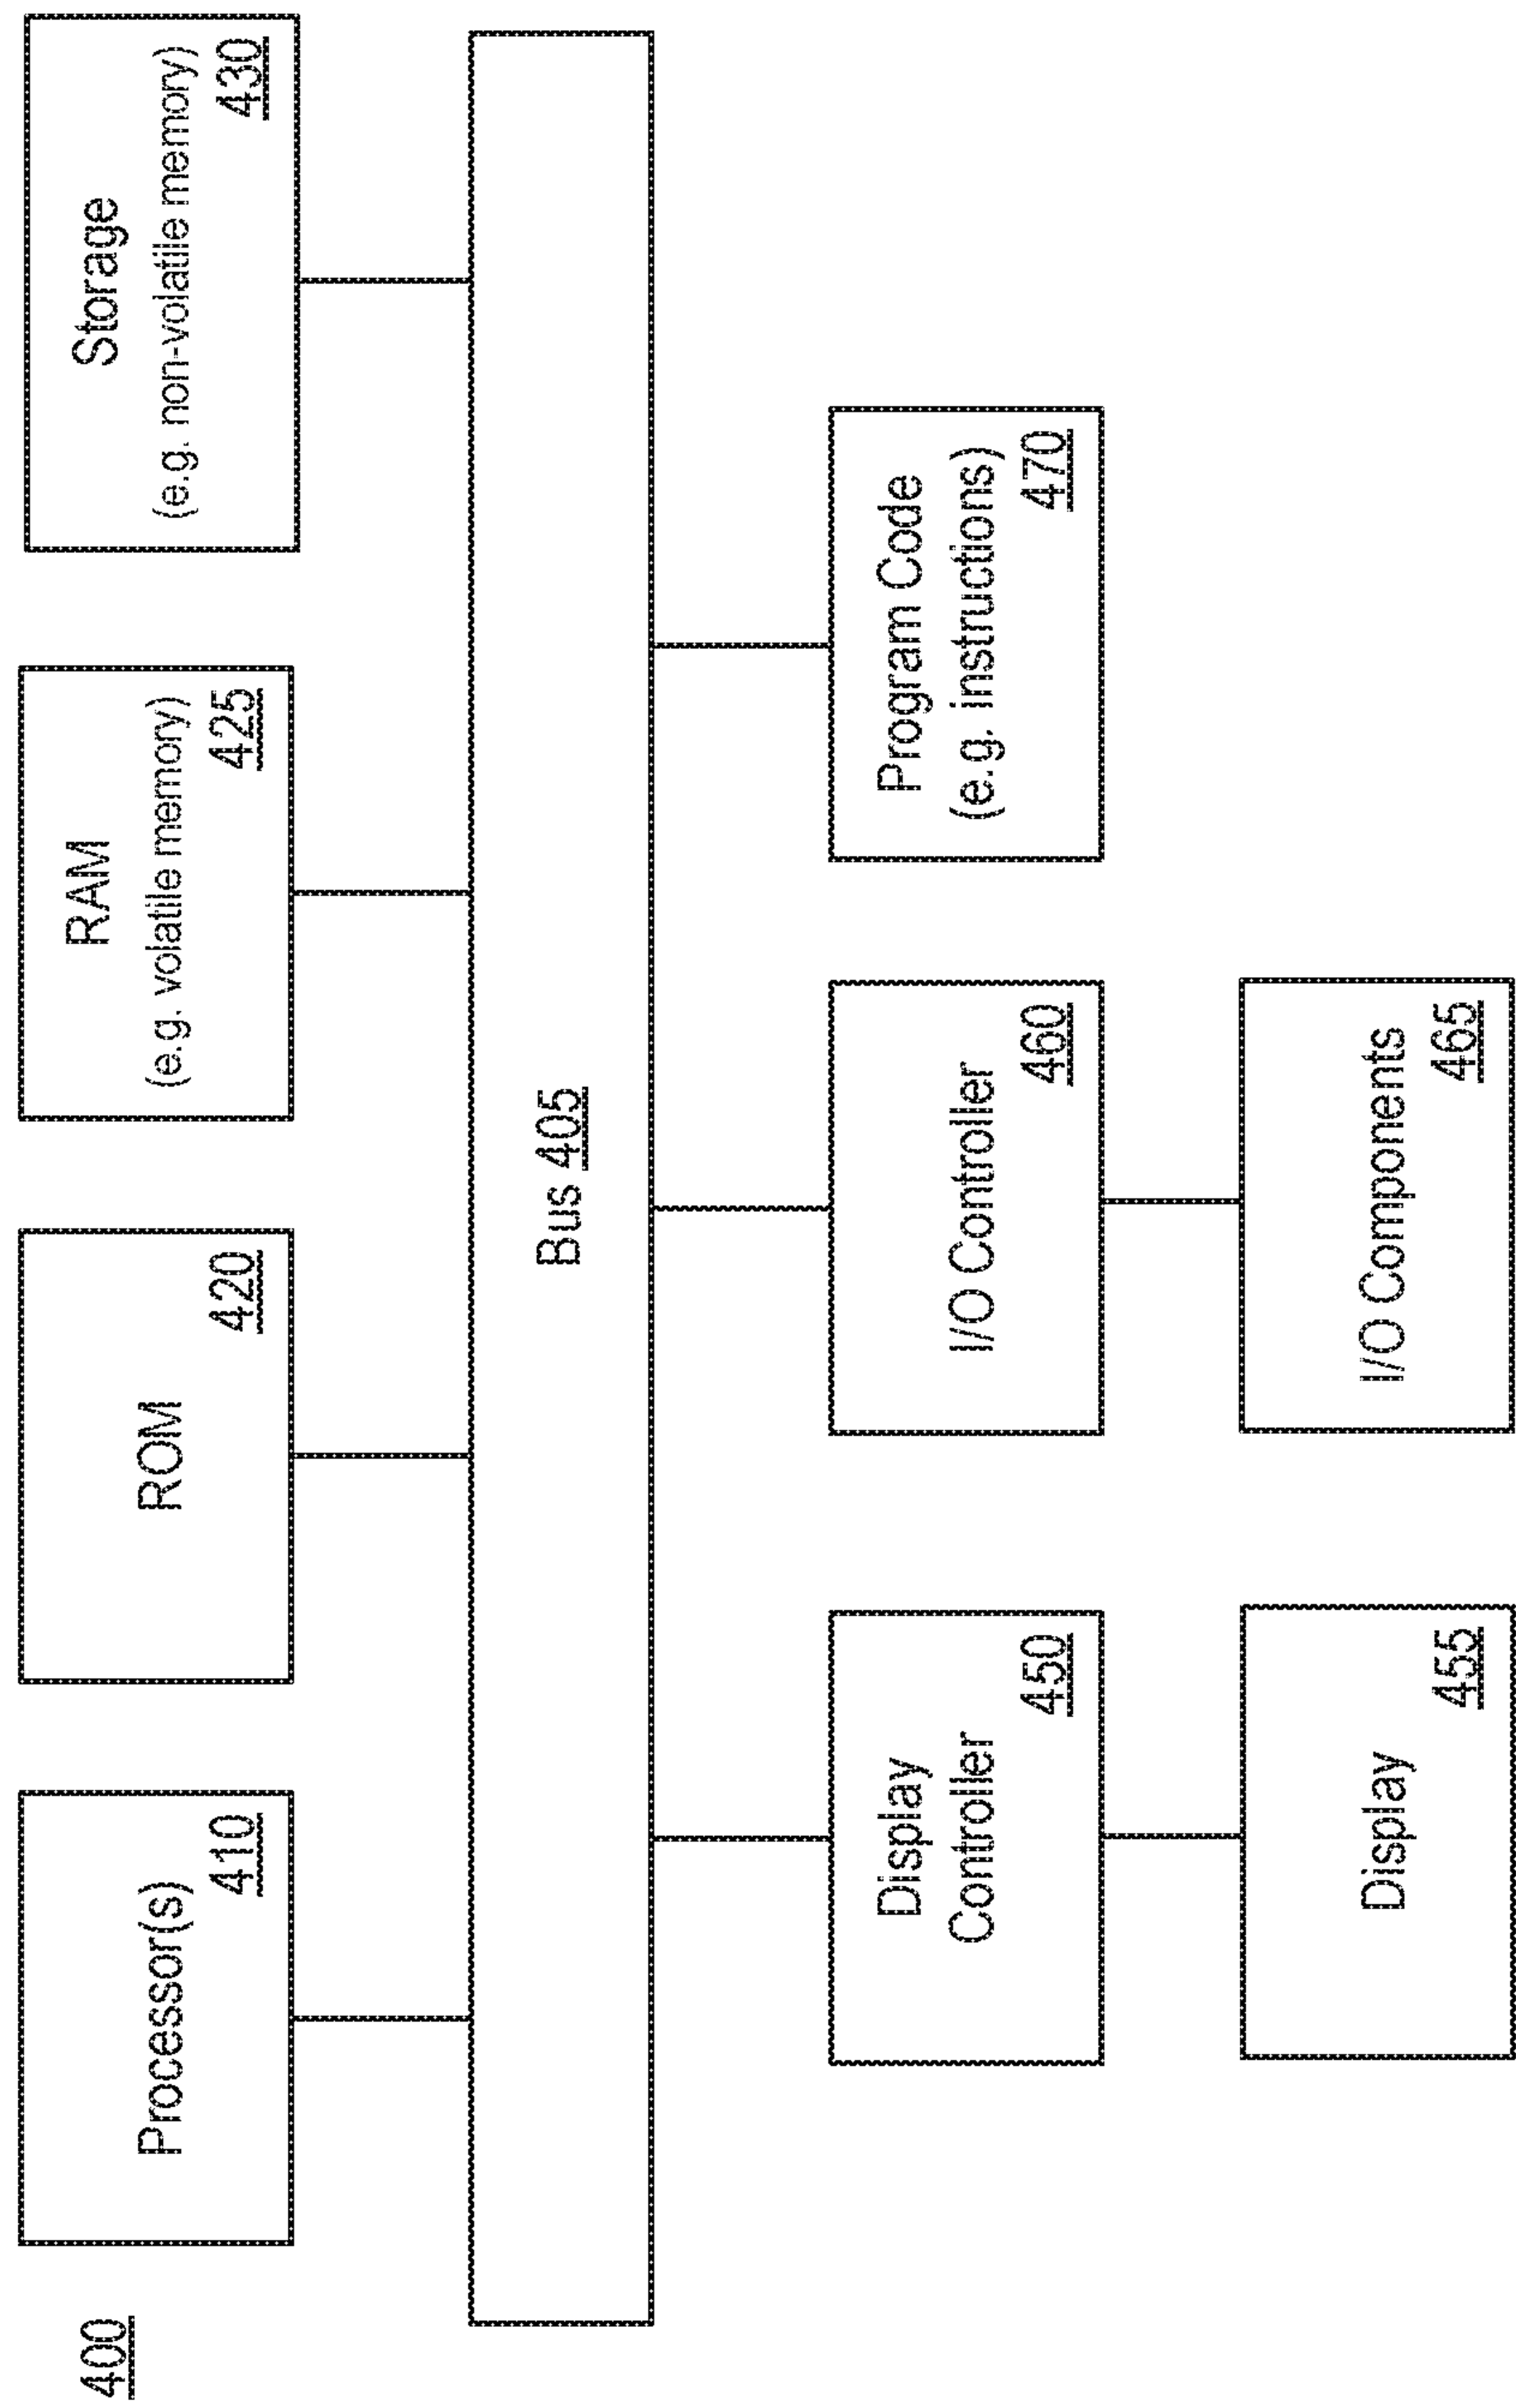 400
Processor(s)
410
ROM
420
RAM
(e.g. volatile memory)
425
Storage
(e.g. non-volatile memory)
430
Bus 405
Display
Controller
450
I/O Controller
460
Program Code
(e.g. instructions)
470
Display
455
I/O Components
465